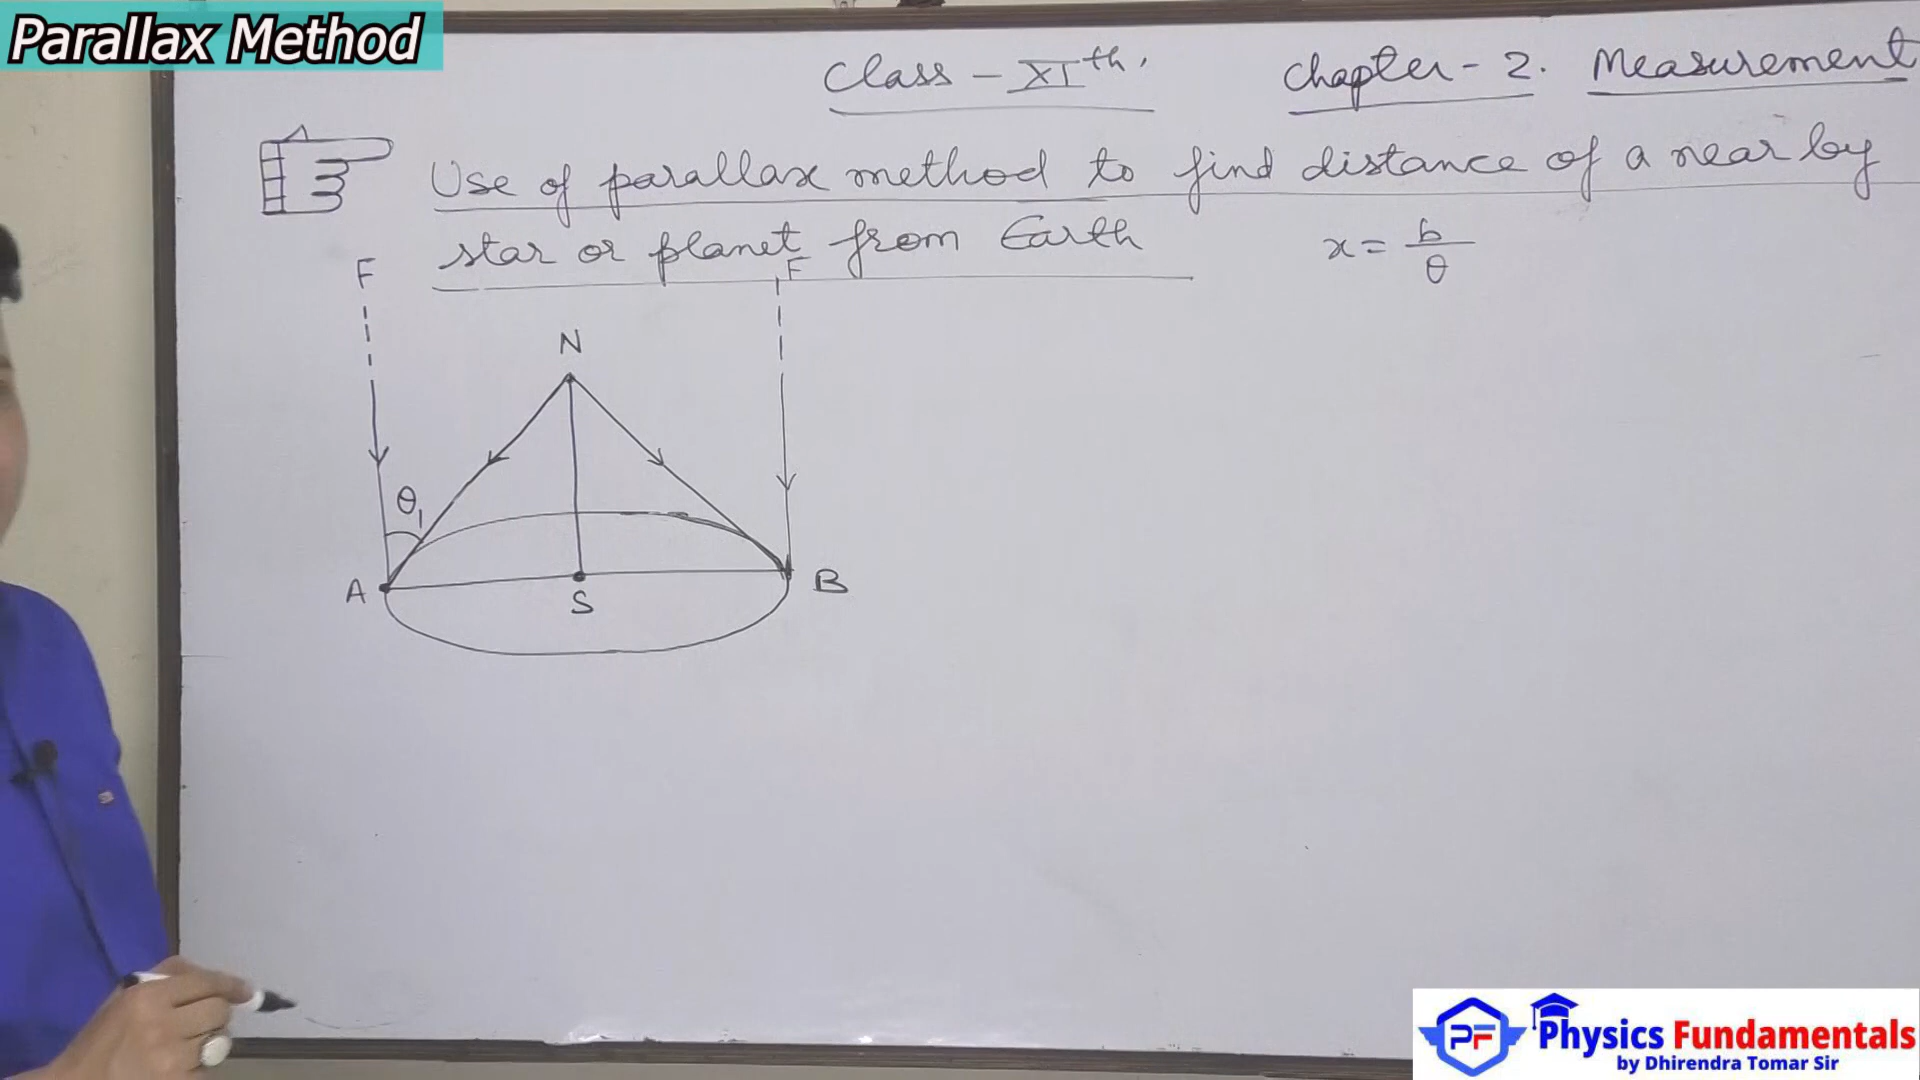 Parallax Method
Class - XIth. Chapter - 2. Measurement
Use of parallax method to find distance of a near by
star or planet from Earth x = b/θ
F F
N
θ1
A S B
PF Physics Fundamentals
by Dhirendra Tomar Sir